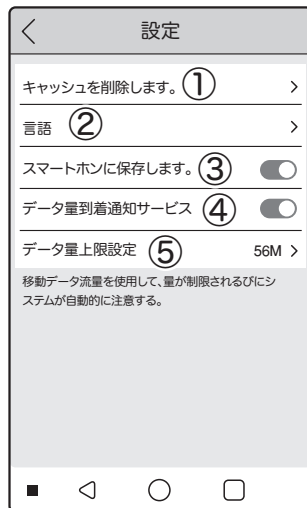 設定
キャッシュを削除します。①
言語 ②
スマートホンに保存します。③
データ量到着通知サービス ④
データ量上限設定 ⑤ 56M
移動データ流量を使用して、量が制限されるびにシ
ステムが自動的に注意する。